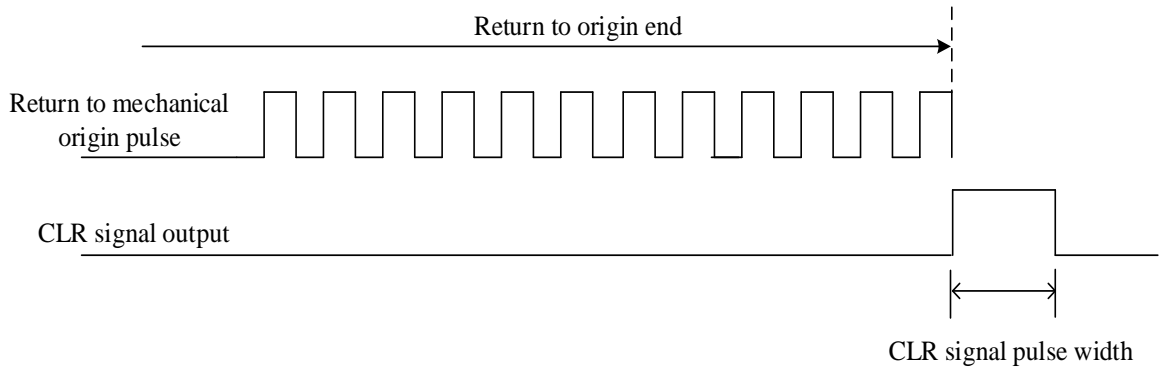 Return to origin end
Return to mechanical
origin pulse
CLR signal output
CLR signal pulse width